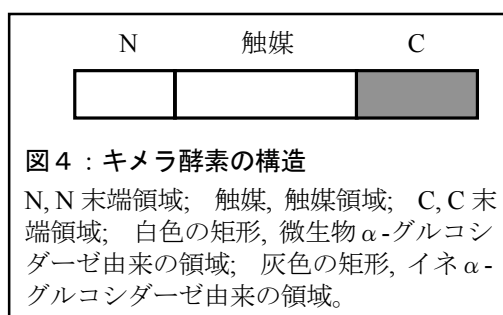 N 触媒 C
図４：キメラ酵素の構造
N, N 末端領域; 触媒, 触媒領域; C, C 末
端領域; 白色の矩形, 微生物α-グルコシ
ダーゼ由来の領域; 灰色の矩形, イネα-
グルコシダーゼ由来の領域。